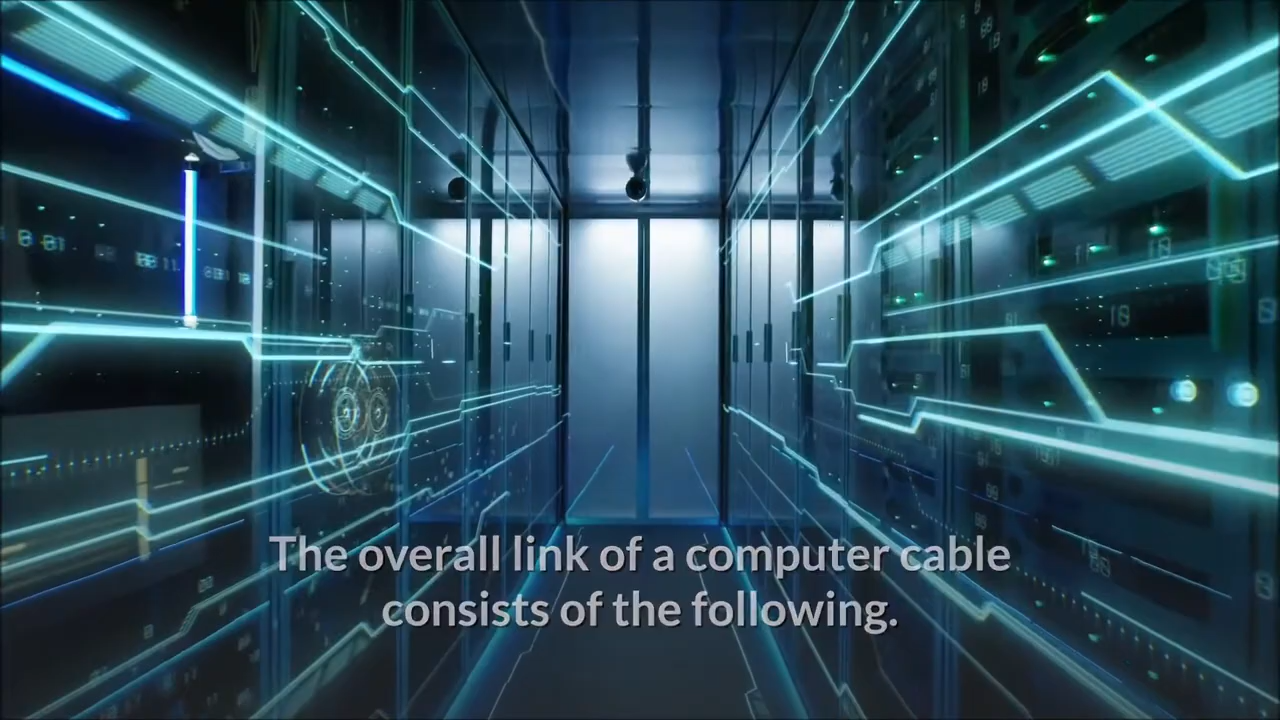 The overall link of a computer cable
consists of the following.